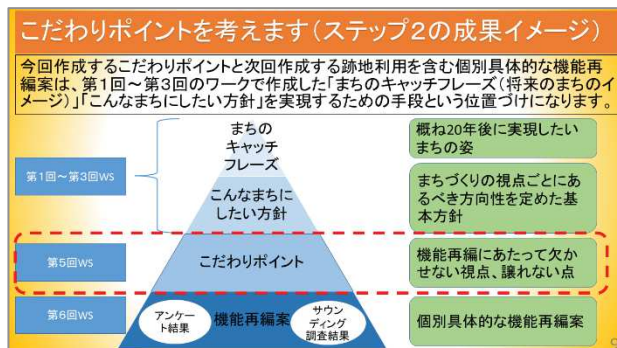 こだわりポイントを考えます(ステップ2の成果イメージ)
今回作成するこだわりポイントと次回作成する跡地利用を含む個別具体的な機能再
編案は、第1回～第3回のワークで作成した「まちのキャッチフレーズ(将来のまちのイ
メージ)」「こんなまちにしたい方針」を実現するための手段という位置づけになります。
まちの
キャッチ
フレーズ
概ね20年後に実現したい
まちの姿
第1回～第3回WS
こんなまちに
したい方針
まちづくりの視点ごとにあ
るべき方向性を定めた基
本方針
第5回WS
こだわりポイント
機能再編にあたって欠か
せない視点、譲れない点
第6回WS
アンケー
ト結果
機能再編案
サウン
ディング
調査結果
個別具体的な機能再編案